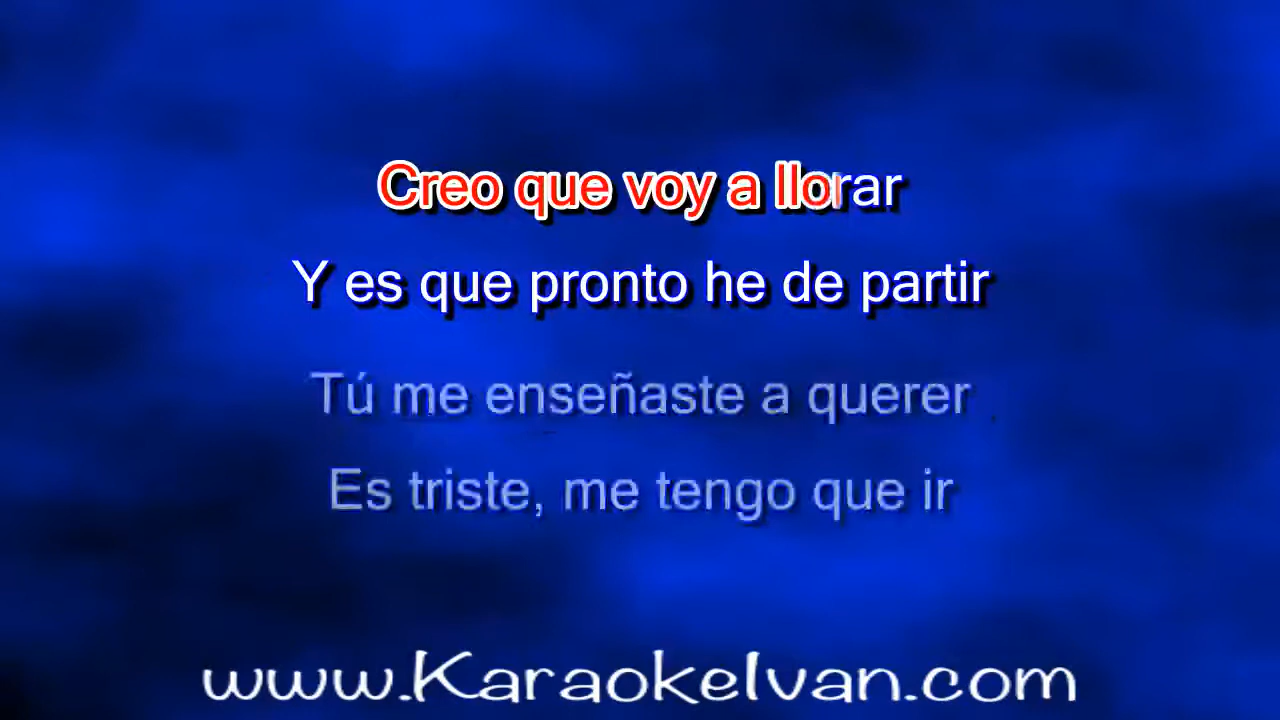 Creo que voy a llorar
Y es que pronto he de partir
Tú me enseñaste a querer
Es triste, me tengo que ir
www.KaraokeIvan.com